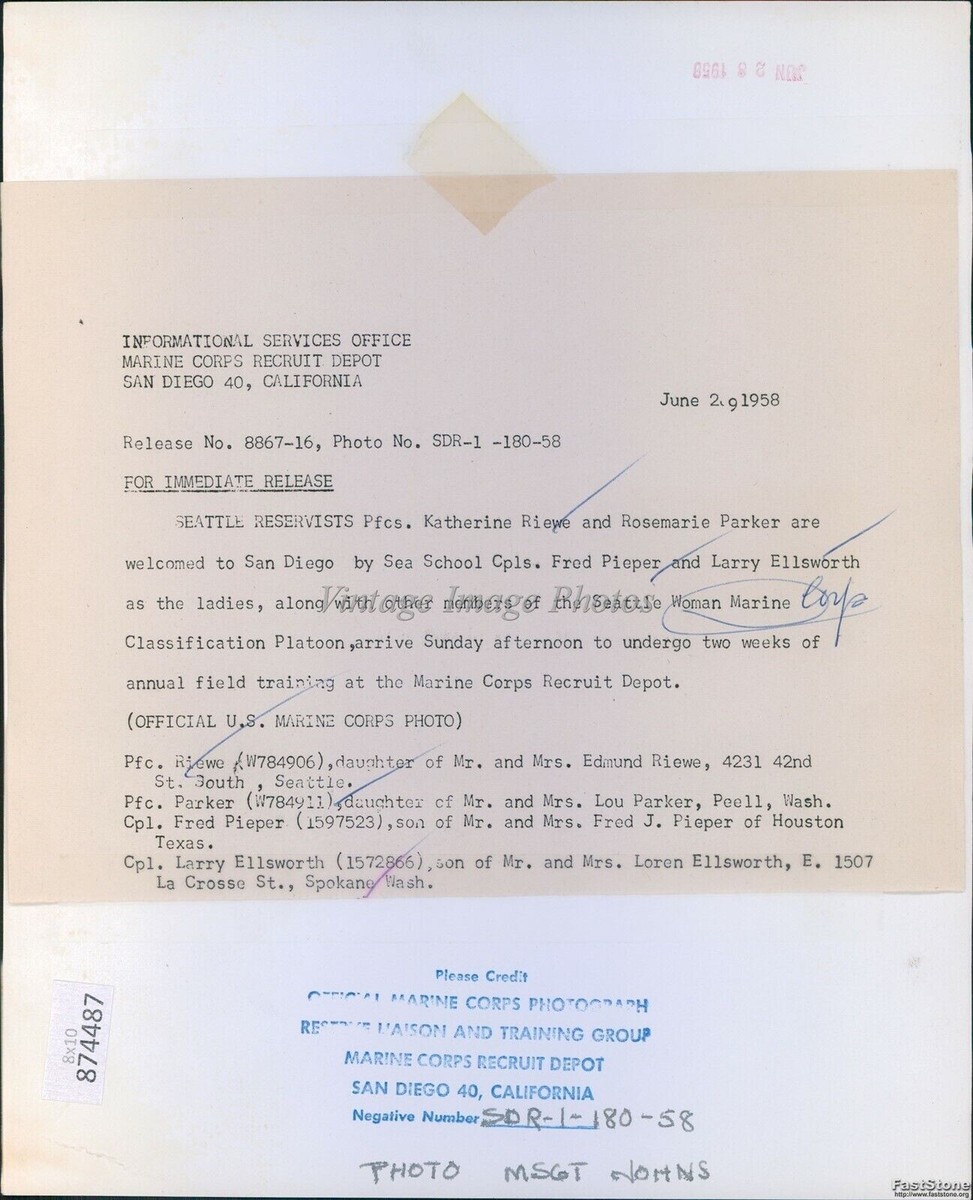 JUN 28 1958
INFORMATIONAL SERVICES OFFICE
MARINE CORPS RECRUIT DEPOT
SAN DIEGO 40, CALIFORNIA
June 2,91958
Release No. 8867-16, Photo No. SDR-1 -180-58
FOR IMMEDIATE RELEASE
SEATTLE RESERVISTS Pfcs. Katherine Riewe and Rosemarie Parker are
welcomed to San Diego by Sea School Cpls. Fred Pieper and Larry Ellsworth
as the ladies, along with other members of the Seattle Woman Marine Corps
Vintage Image Photos
Classification Platoon,arrive Sunday afternoon to undergo two weeks of
annual field training at the Marine Corps Recruit Depot.
(OFFICIAL U.S. MARINE CORPS PHOTO)
Pfc. Riewe (W784906),daughter of Mr. and Mrs. Edmund Riewe, 4231 42nd
St. South , Seattle.
Pfc. Parker (W784911),daughter of Mr. and Mrs. Lou Parker, Peell, Wash.
Cpl. Fred Pieper (1597523),son of Mr. and Mrs. Fred J. Pieper of Houston
Texas.
Cpl. Larry Ellsworth (1572866),son of Mr. and Mrs. Loren Ellsworth, E. 1507
La Crosse St., Spokane Wash.
Please Credit
OFFICIAL MARINE CORPS PHOTOGRAPH
RESERVE LIAISON AND TRAINING GROUP
MARINE CORPS RECRUIT DEPOT
SAN DIEGO 40, CALIFORNIA
Negative Number SDR-1-180-58
PHOTO MSGT JOHNS
8x10
874487
FastStone
http://www.faststone.org